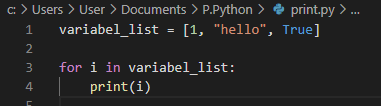 C: > Users > User > Documents > P.Python > print.py > ...
1 variabel_list = [1, "hello", True]
2
3 for i in variabel_list:
4     print(i)